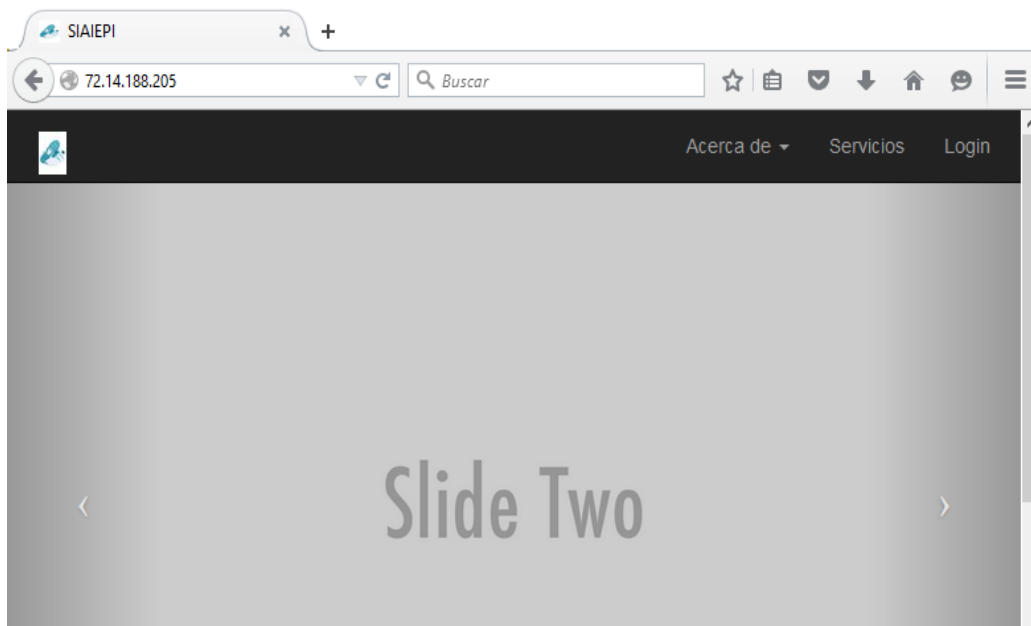 SIAIEPI
72.14.188.205
Buscar
Acerca de
Servicios
Login
Slide Two